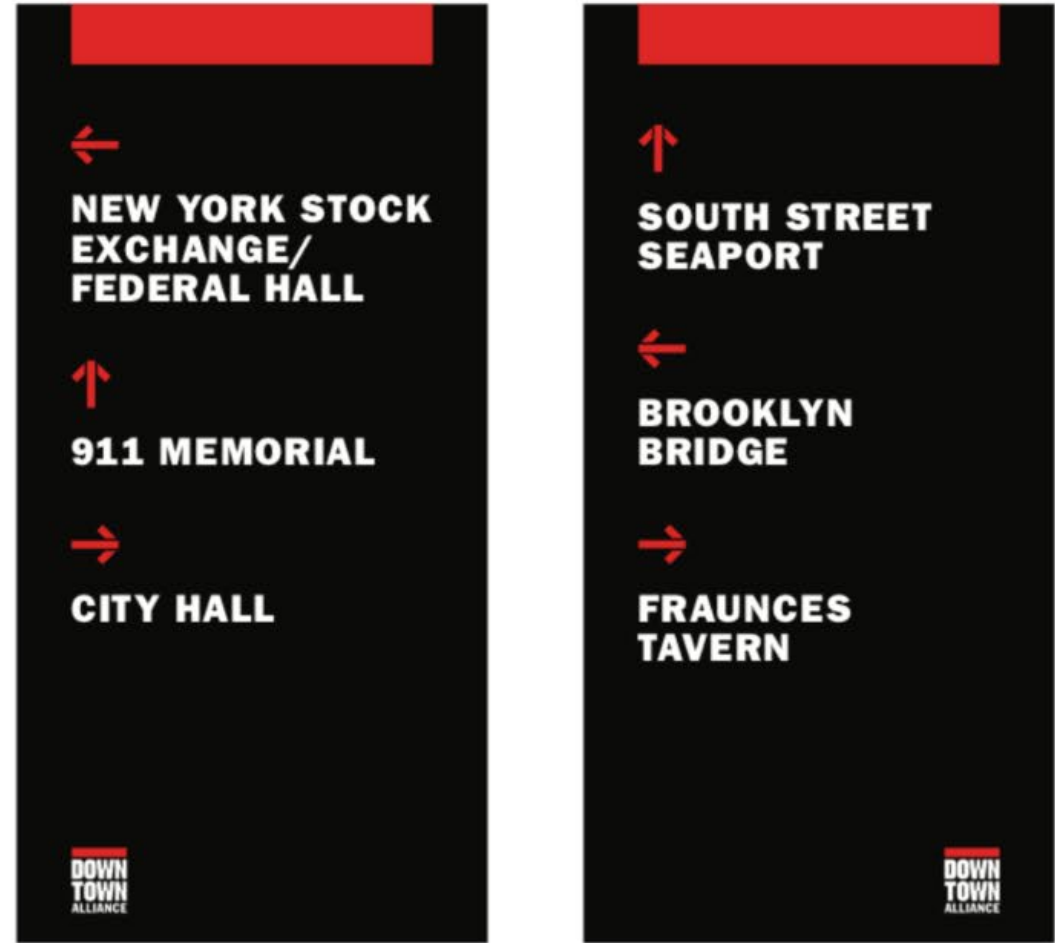 NEW YORK STOCK
EXCHANGE/
FEDERAL HALL
911 MEMORIAL
CITY HALL
DOWN
TOWN
ALLIANCE
SOUTH STREET
SEAPORT
BROOKLYN
BRIDGE
FRAUNCES
TAVERN
DOWN
TOWN
ALLIANCE